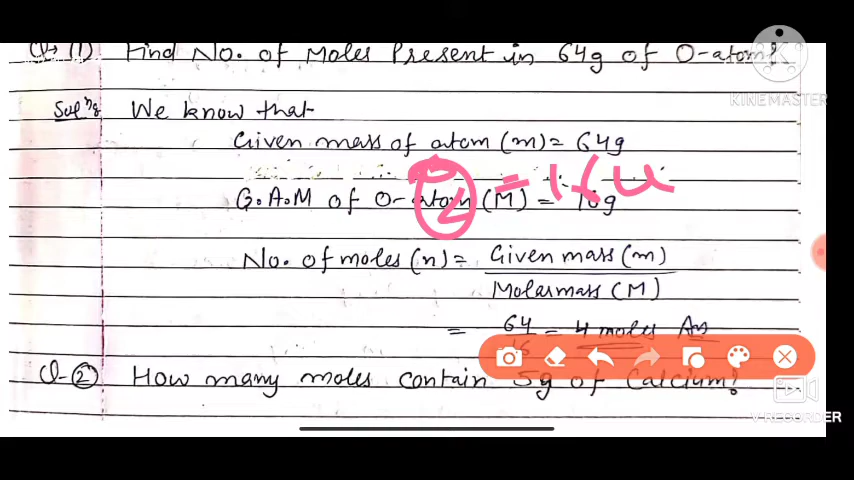 Q→(1) Find No. of Moles Present in 64g of O-atom?
KINEMASTER
Solⁿ: We know that
Given mass of atom (m) = 64g
= 16u
G.A.M of O-atom (M) = 16g
No. of moles (n) = Given mass (m)
Molar mass (M)
= 64/16 = 4 moles Ans
Q-② How many moles contain 5g of Calcium?
V RECORDER